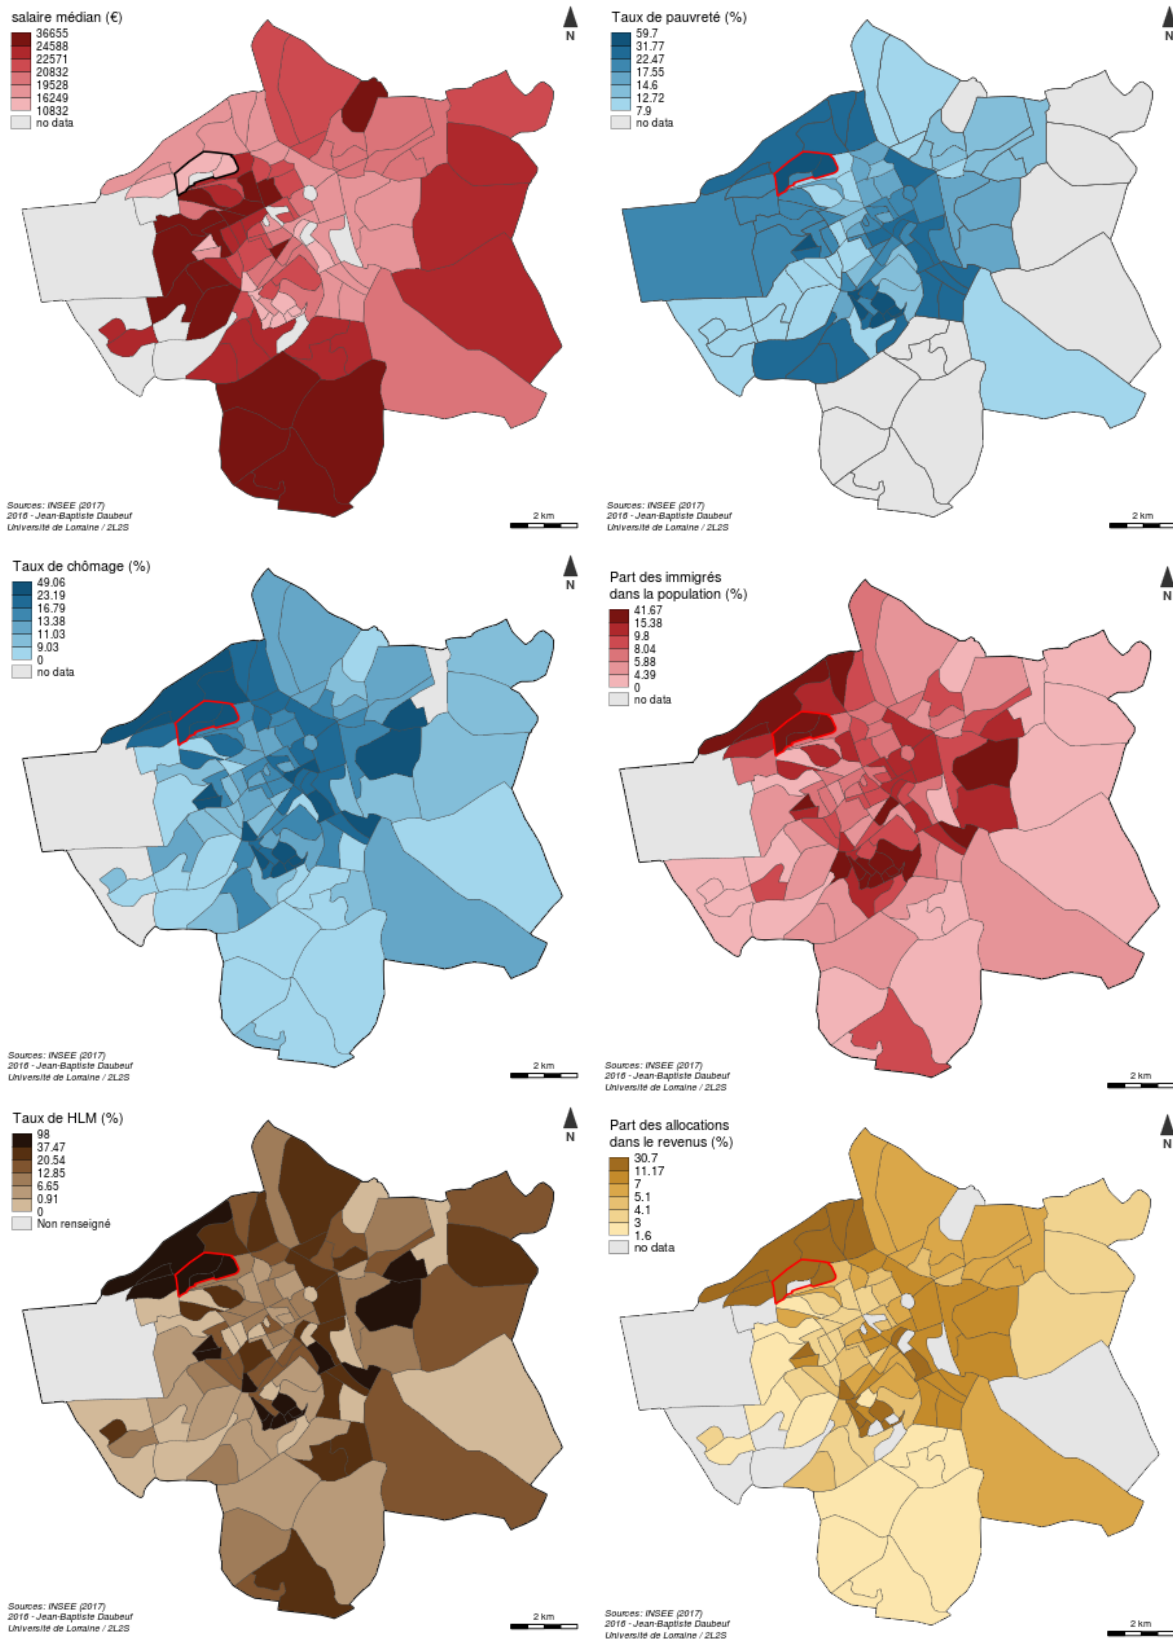 salaire médian (€)
36655
24588
22571
20832
19528
16249
10832
no data
N
Sources: INSEE (2017)
2016 - Jean-Baptiste Daubeuf
Université de Lorraine / 2L2S
2 km
Taux de pauvreté (%)
59.7
31.77
22.47
17.55
14.6
12.72
7.9
no data
N
Sources: INSEE (2017)
2016 - Jean-Baptiste Daubeuf
Université de Lorraine / 2L2S
2 km
Taux de chômage (%)
49.06
23.19
16.79
13.38
11.03
9.03
0
no data
N
Sources: INSEE (2017)
2016 - Jean-Baptiste Daubeuf
Université de Lorraine / 2L2S
2 km
Part des immigrés
dans la population (%)
41.67
15.38
9.8
8.04
5.88
4.39
0
no data
N
Sources: INSEE (2017)
2016 - Jean-Baptiste Daubeuf
Université de Lorraine / 2L2S
2 km
Taux de HLM (%)
98
37.47
20.54
12.85
6.65
0.91
0
Non renseigné
N
Sources: INSEE (2017)
2016 - Jean-Baptiste Daubeuf
Université de Lorraine / 2L2S
2 km
Part des allocations
dans le revenus (%)
30.7
11.17
7
5.1
4.1
3
1.6
no data
N
Sources: INSEE (2017)
2016 - Jean-Baptiste Daubeuf
Université de Lorraine / 2L2S
2 km